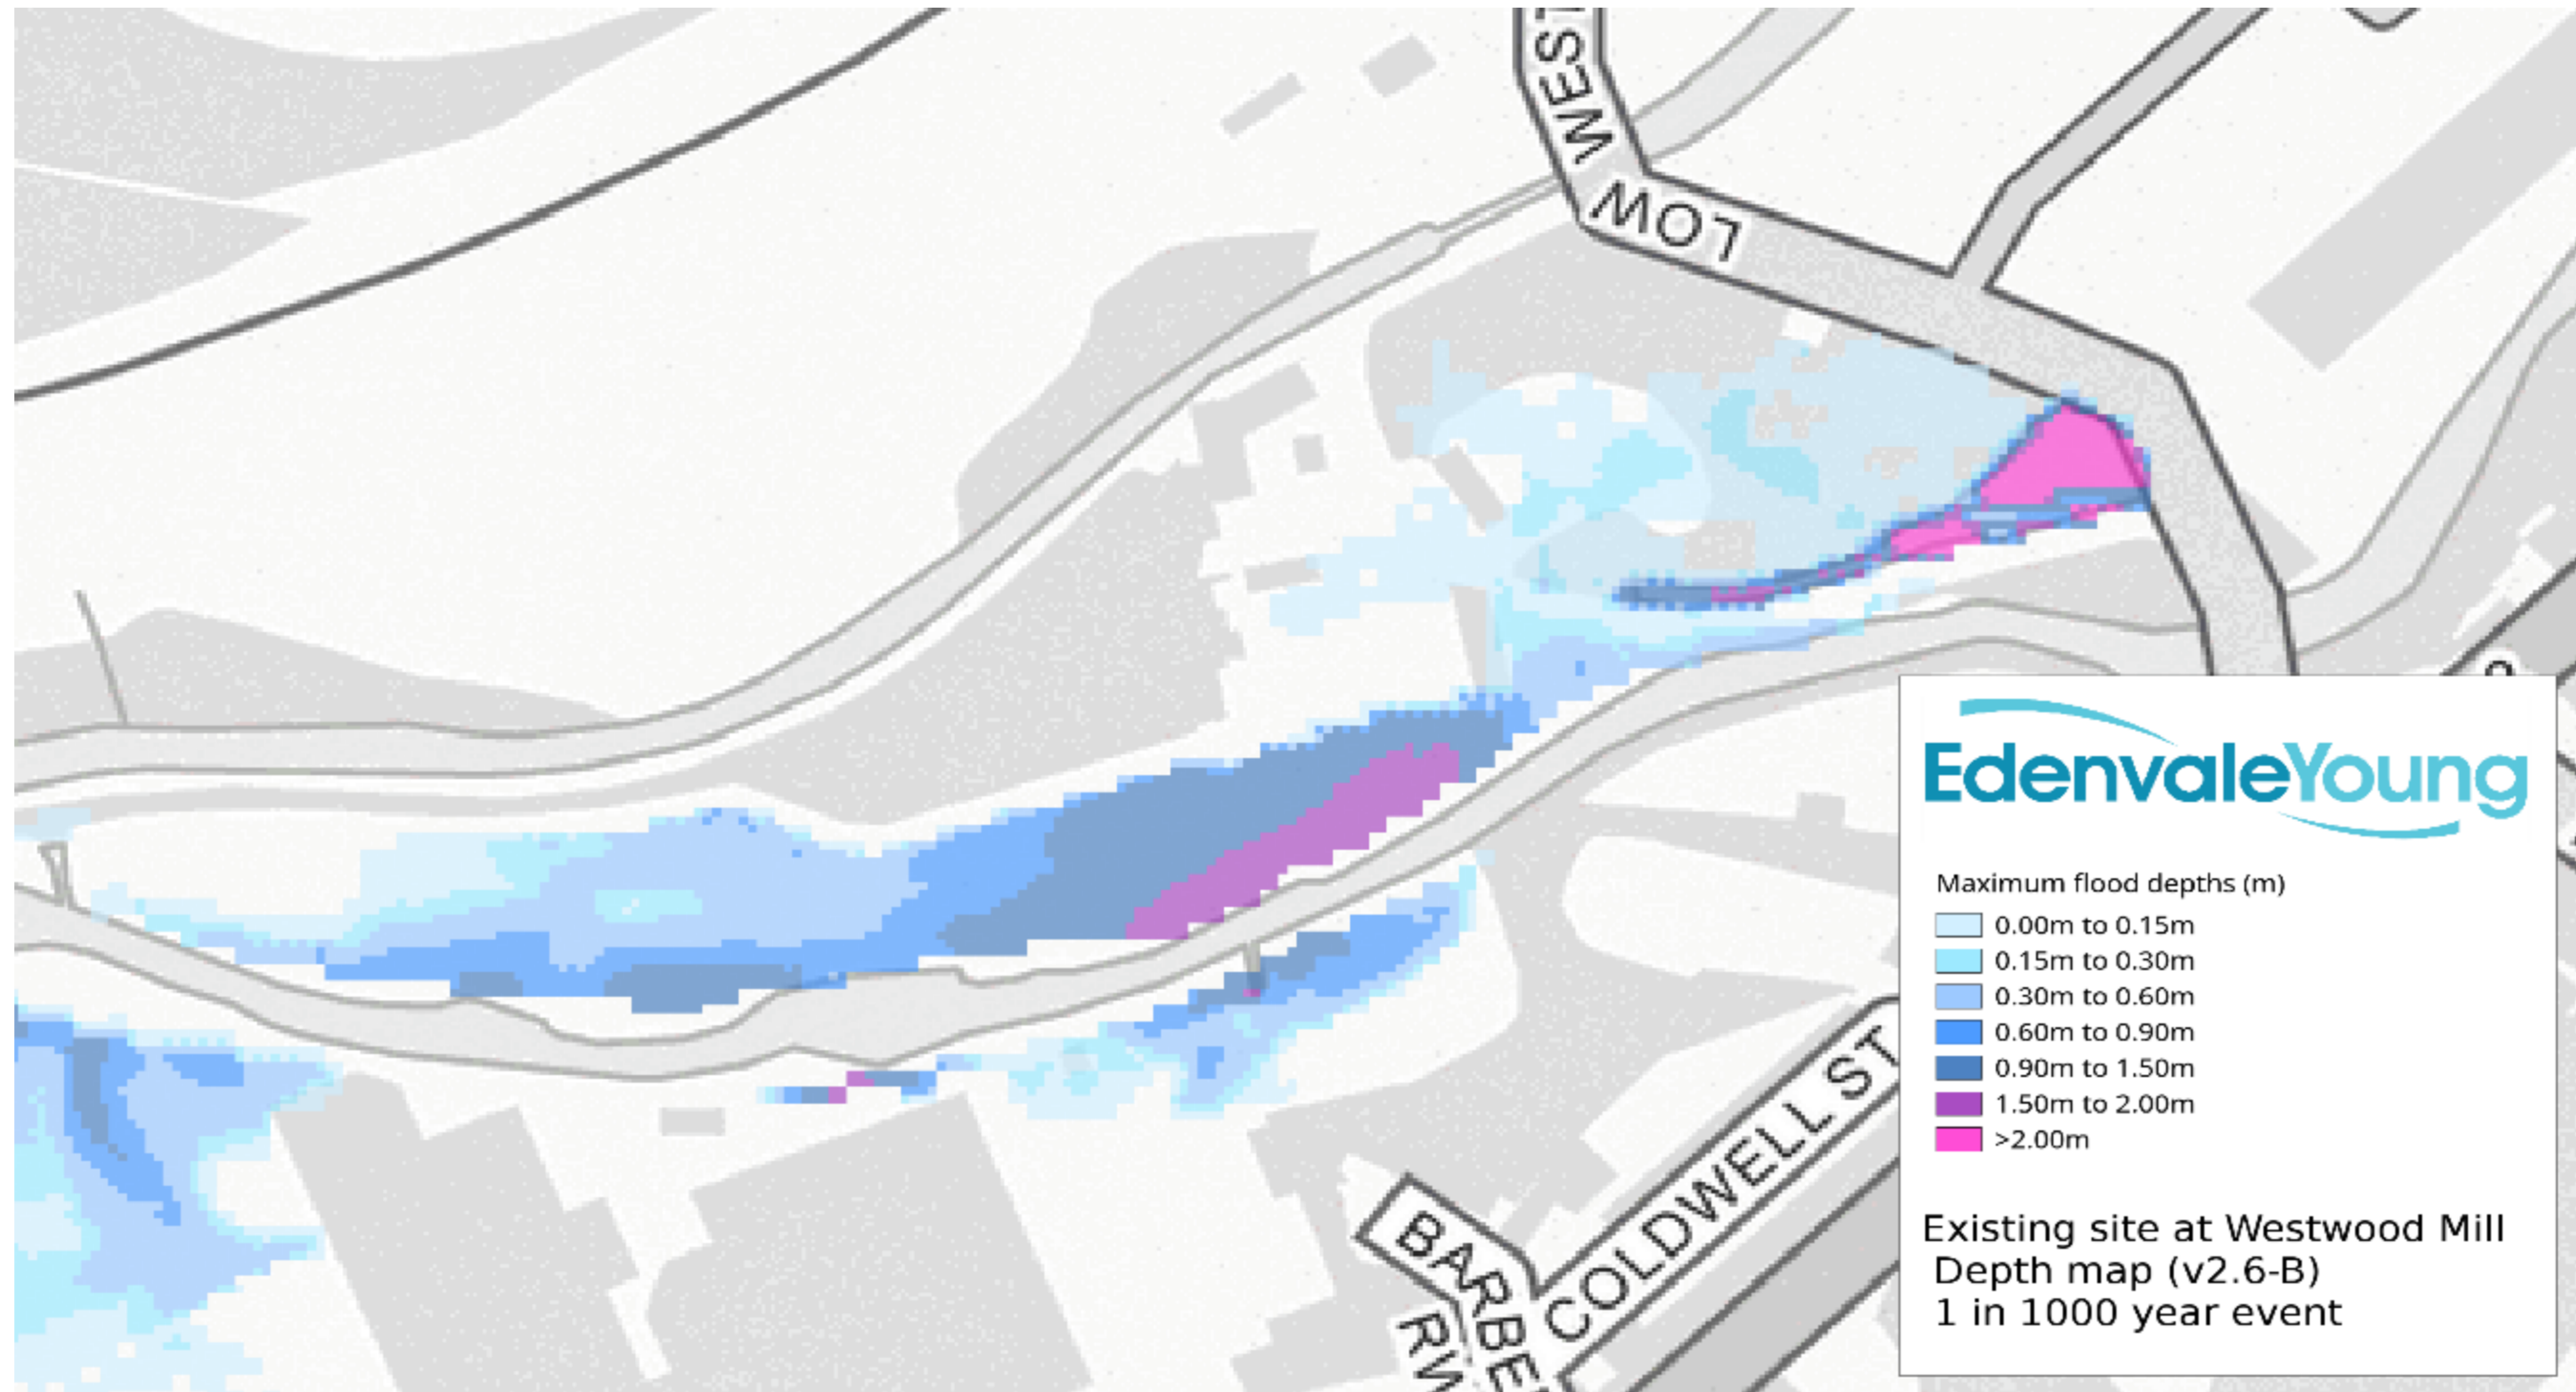 WEST
LOW
EdenvaleYoung
Maximum flood depths (m)
0.00m to 0.15m
0.15m to 0.30m
0.30m to 0.60m
0.60m to 0.90m
0.90m to 1.50m
1.50m to 2.00m
>2.00m
Existing site at Westwood Mill
Depth map (v2.6-B)
1 in 1000 year event
COLDWELL ST
BARBE
RW